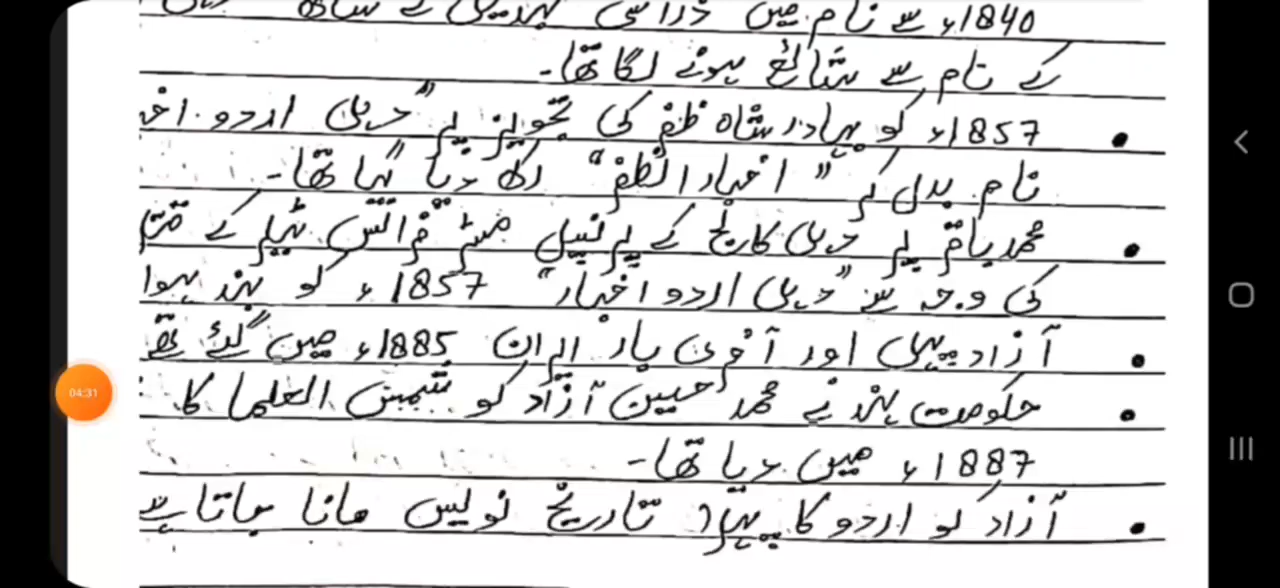 1840ء سے نام میں ذرا سی تبدیلی کے ساتھ
کے نام سے شائع ہونے لگا تھا۔
• 1857ء کو بہادر شاہ ظفر کی تجویز پر "دہلی اردو
نام بدل کر "اخبار الظفر" رکھ دیا گیا تھا۔
• محمد باقر پر دہلی کالج کے پرنسپل مسٹر فرانسس ٹیلر کے
کی وجہ سے "دہلی اردو اخبار" 1857ء کو بند ہوا
• آزاد پہلی اور آخری بار ایران 1885ء میں گئے تھے
• حکومت ہند نے محمد حسین آزاد کو شمس العلما کا
1887ء میں دیا تھا۔
• آزاد کو اردو کا پہلا تاریخ نویس مانا جاتا ہے
04:31